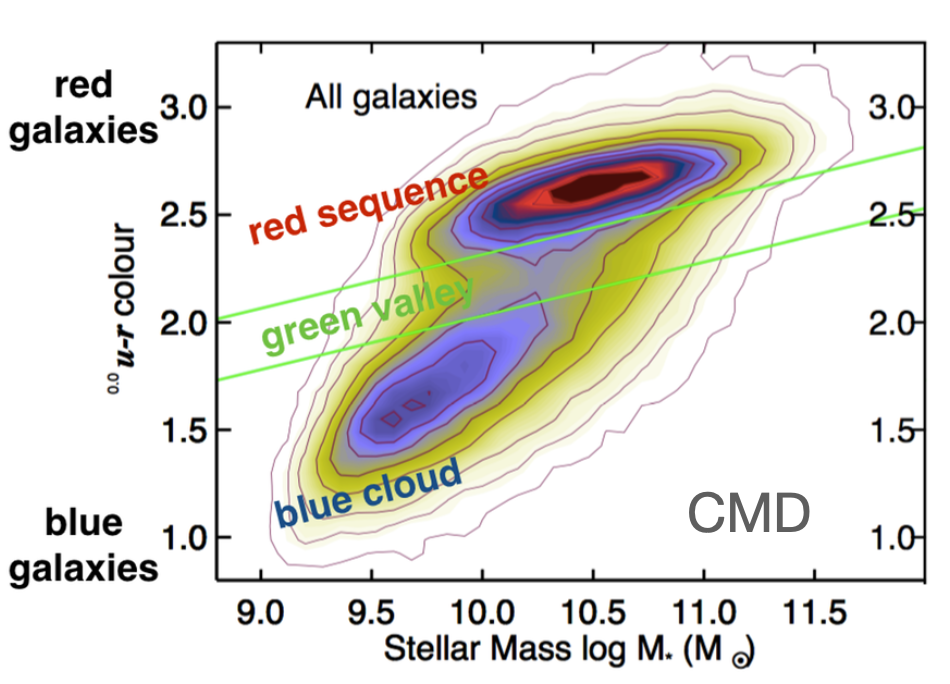 All galaxies
red
galaxies
3.0
3.0
red sequence
2.5
2.5
0.0 u-r colour
green valley
2.0
2.0
1.5
1.5
blue cloud
CMD
blue
galaxies
1.0
1.0
9.0 9.5 10.0 10.5 11.0 11.5
Stellar Mass log M* (M☉)